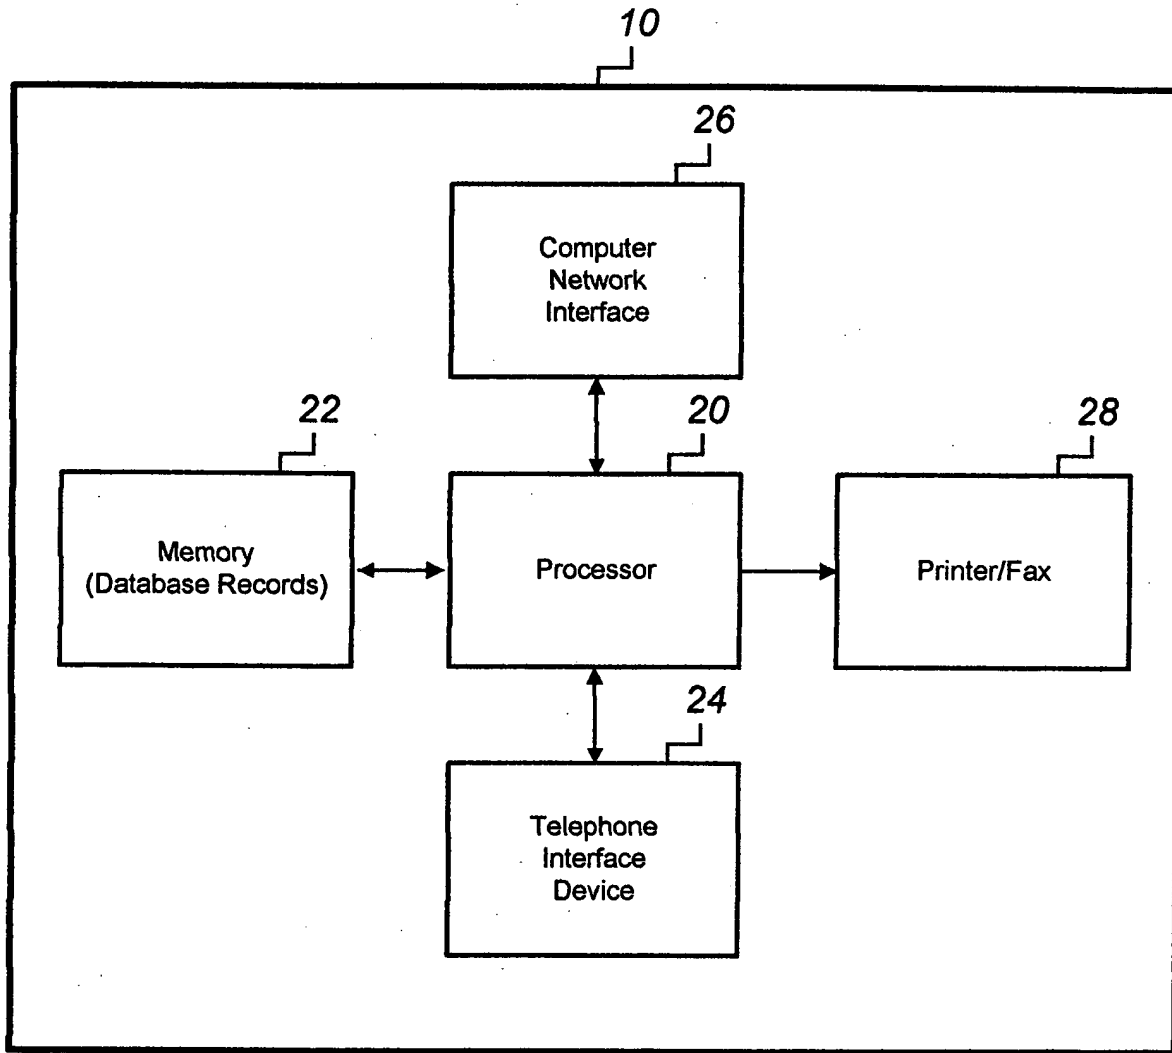 10
26
Computer
Network
Interface
22
20
28
Memory
(Database Records)
Processor
Printer/Fax
24
Telephone
Interface
Device